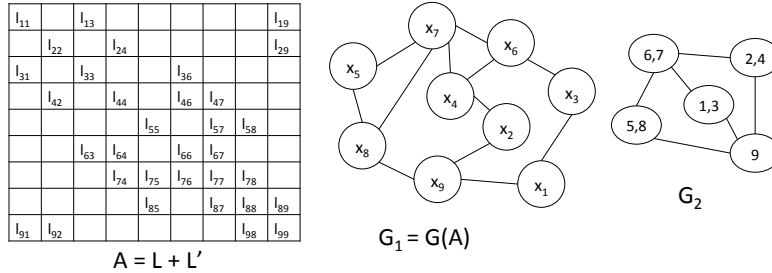 l11 l13 l19
l22 l24 l29
l31 l33 l36
l42 l44 l46 l47
l55 l57 l58
l63 l64 l66 l67
l74 l75 l76 l77 l78
l85 l87 l88 l89
l91 l92 l98 l99
A = L + L’
x7
x6
x5
x3
x4
x2
x8
x9
x1
G1 = G(A)
6,7
2,4
1,3
5,8
9
G2